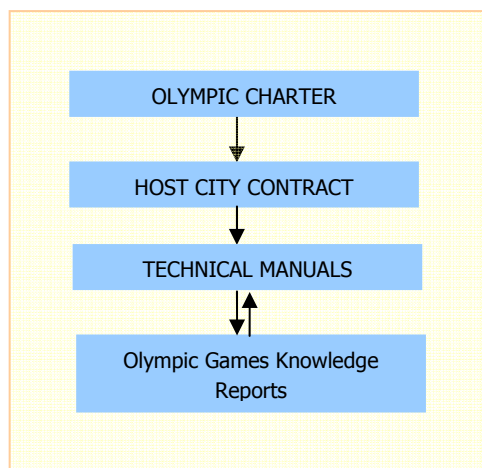 OLYMPIC CHARTER
HOST CITY CONTRACT
TECHNICAL MANUALS
Olympic Games Knowledge
Reports